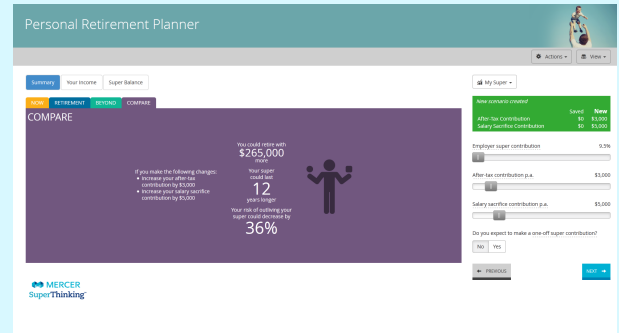 Personal Retirement Planner
Actions
View
Summary
Your Income
Super Balance
My Super
NOW
RETIREMENT
BEYOND
COMPARE
COMPARE
If you make the following changes:
Increase your after-tax
contribution by $3,000
Increase your salary sacrifice
contribution by $5,000
You could retire with
$265,000
more
Your super
could last
12
years longer
Your risk of outliving your
super could decrease by
36%
New scenario created
Saved New
After-Tax Contribution $0 $3,000
Salary Sacrifice Contribution $0 $5,000
Employer super contribution 9.5%
After-tax contribution p.a. $3,000
Salary sacrifice contribution p.a. $5,000
Do you expect to make a one-off super contribution?
No Yes
PREVIOUS
NEXT
MERCER
SuperThinking